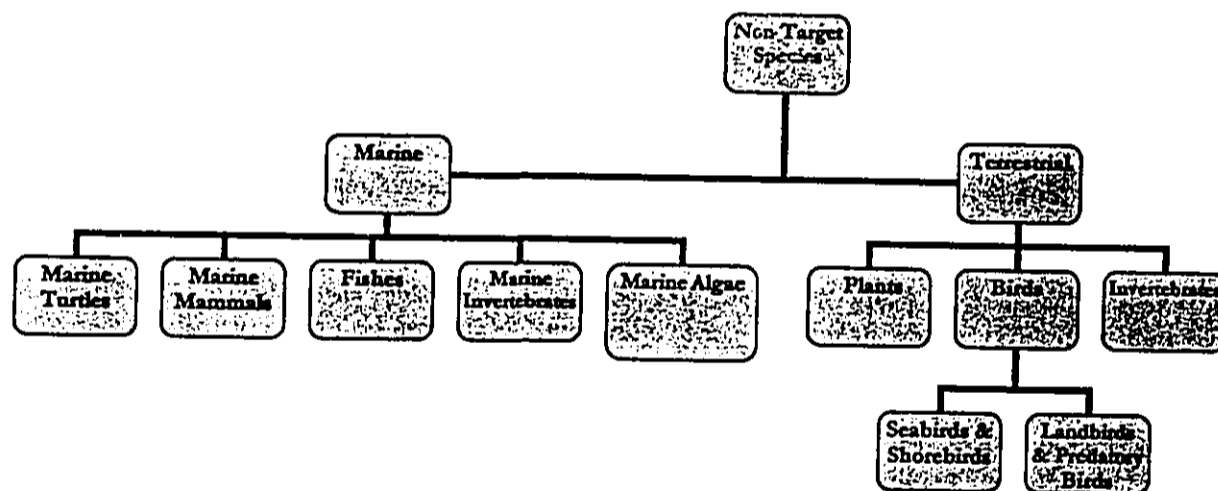 Non-Target
Species
Marine
Terrestrial
Marine
Turtles
Marine
Mammals
Fishes
Marine
Invertebrates
Marine Algae
Plants
Birds
Invertebrates
Seabirds &
Shorebirds
Landbirds
& Predatory
Birds